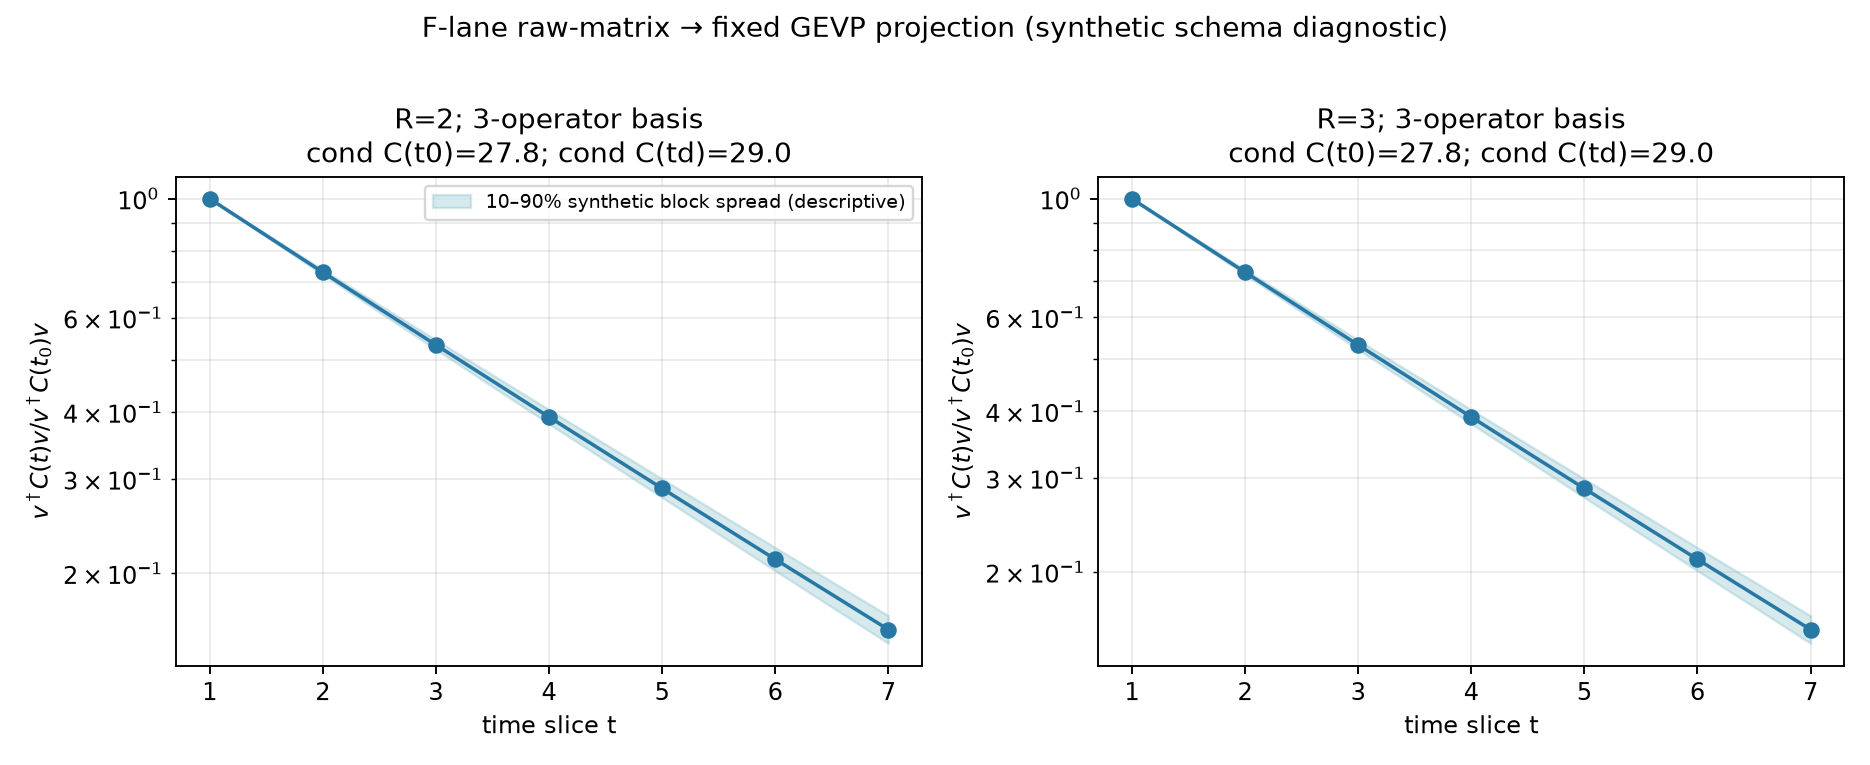 F-lane raw-matrix → fixed GEVP projection (synthetic schema diagnostic)
R=2; 3-operator basis
cond C(t0)=27.8; cond C(td)=29.0
10–90% synthetic block spread (descriptive)
v†C(t)v/v†C(t₀)v
10⁰
6 × 10⁻¹
4 × 10⁻¹
3 × 10⁻¹
2 × 10⁻¹
1 2 3 4 5 6 7
time slice t
R=3; 3-operator basis
cond C(t0)=27.8; cond C(td)=29.0
v†C(t)v/v†C(t₀)v
10⁰
6 × 10⁻¹
4 × 10⁻¹
3 × 10⁻¹
2 × 10⁻¹
1 2 3 4 5 6 7
time slice t